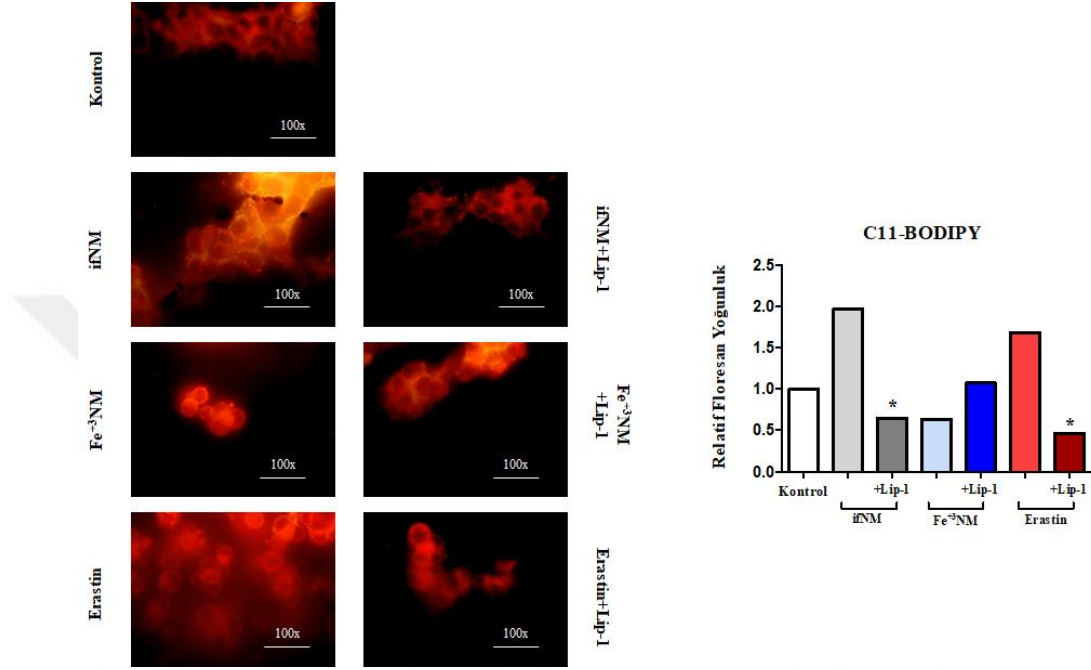 Kontrol
100x
ifNM
100x
100x
ifNM+Lip-1
Fe+3NM
100x
100x
Fe+3NM
+Lip-1
Erastin
100x
100x
Erastin+Lip-1
C11-BODIPY
Relatif Floresan Yoğunluk
2.5
2.0
1.5
1.0
0.5
0.0
*
*
Kontrol
+Lip-1
+Lip-1
+Lip-1
ifNM
Fe+3NM
Erastin